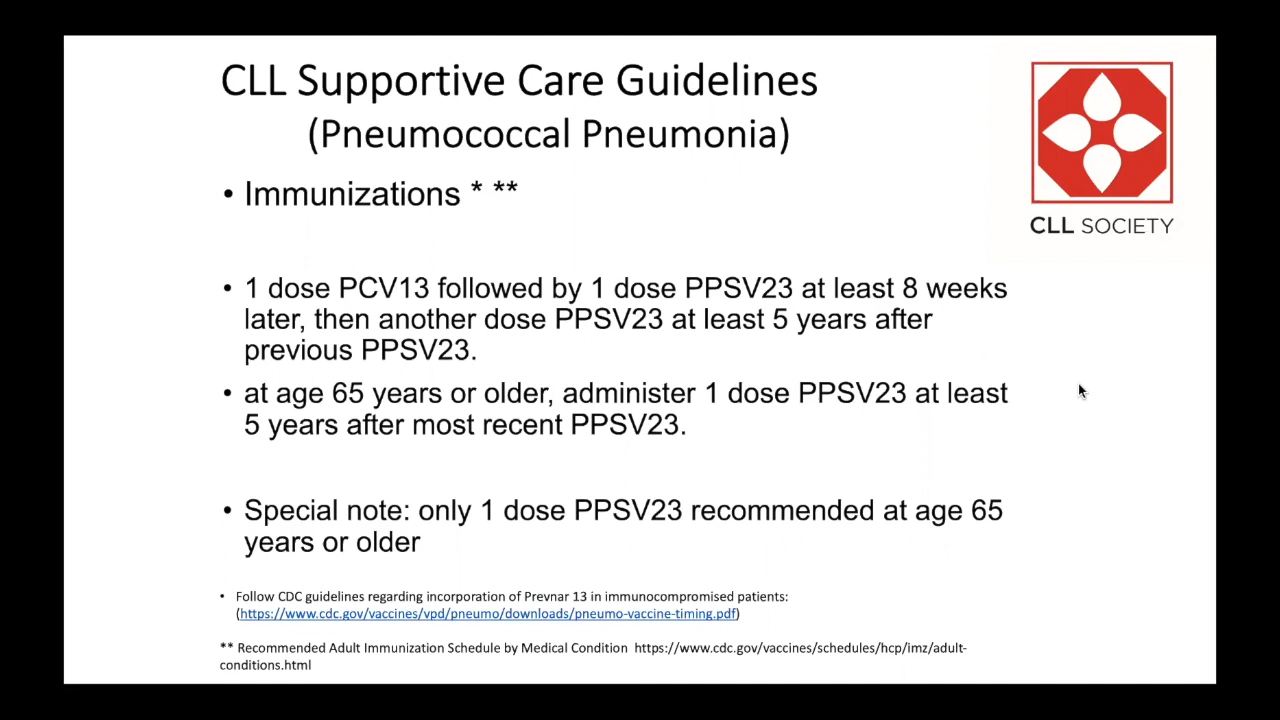 CLL Supportive Care Guidelines
(Pneumococcal Pneumonia)
CLL SOCIETY
• Immunizations * **
• 1 dose PCV13 followed by 1 dose PPSV23 at least 8 weeks
later, then another dose PPSV23 at least 5 years after
previous PPSV23.
• at age 65 years or older, administer 1 dose PPSV23 at least
5 years after most recent PPSV23.
• Special note: only 1 dose PPSV23 recommended at age 65
years or older
• Follow CDC guidelines regarding incorporation of Prevnar 13 in immunocompromised patients:
(https://www.cdc.gov/vaccines/vpd/pneumo/downloads/pneumo-vaccine-timing.pdf)
** Recommended Adult Immunization Schedule by Medical Condition https://www.cdc.gov/vaccines/schedules/hcp/imz/adult-
conditions.html